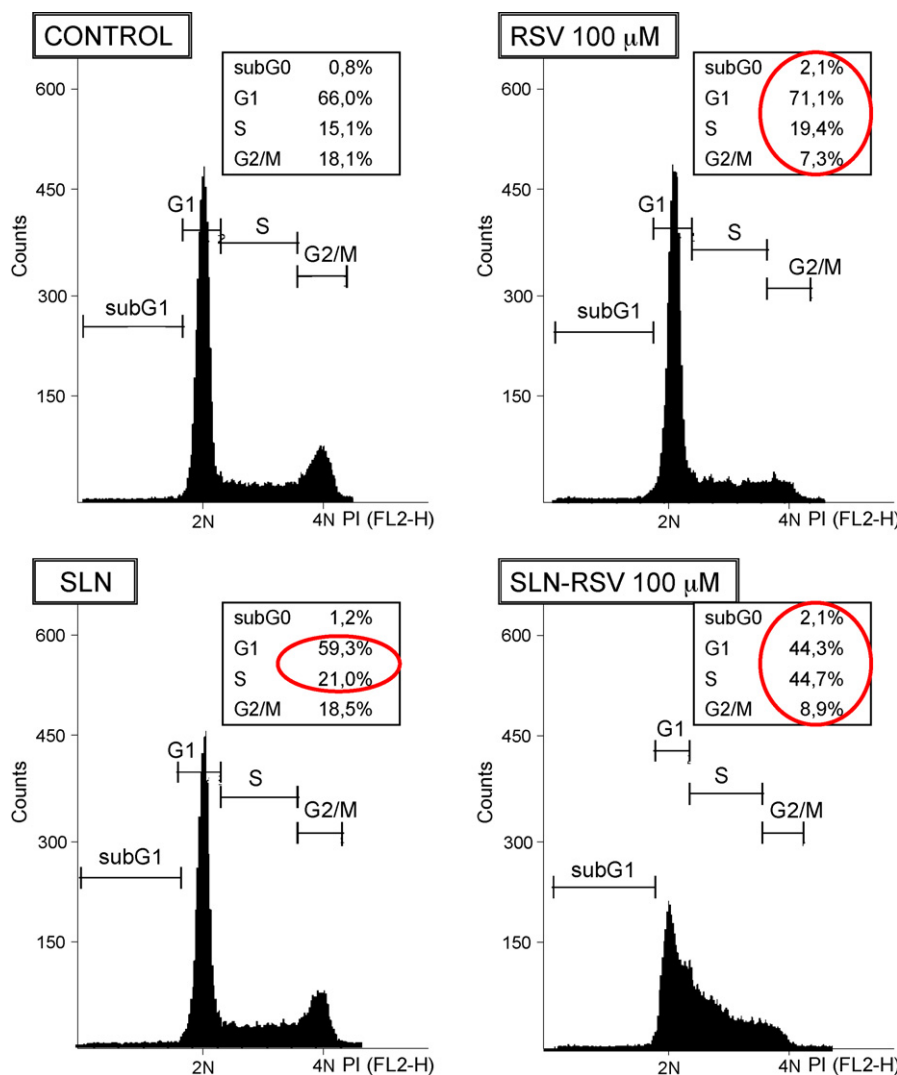 CONTROL
subG0 0,8%
G1 66,0%
S 15,1%
G2/M 18,1%
600
450
300
150
Counts
G1
S
G2/M
subG1
2N 4N PI (FL2-H)
RSV 100 μM
subG0 2,1%
G1 71,1%
S 19,4%
G2/M 7,3%
600
450
300
150
Counts
G1
S
G2/M
subG1
2N 4N PI (FL2-H)
SLN
subG0 1,2%
G1 59,3%
S 21,0%
G2/M 18,5%
600
450
300
150
Counts
G1
S
G2/M
subG1
2N 4N PI (FL2-H)
SLN-RSV 100 μM
subG0 2,1%
G1 44,3%
S 44,7%
G2/M 8,9%
600
450
300
150
Counts
G1
S
G2/M
subG1
2N 4N PI (FL2-H)